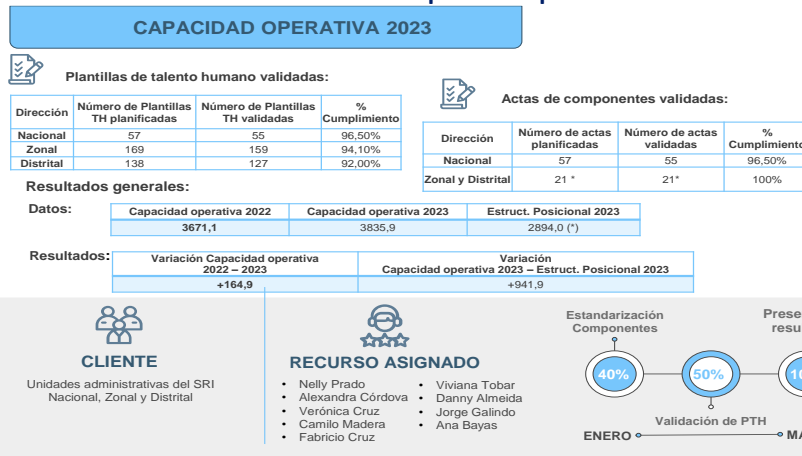 CAPACIDAD OPERATIVA 2023
Plantillas de talento humano validadas:
Dirección | Número de Plantillas TH planificadas | Número de Plantillas TH validadas | % Cumplimiento
Nacional | 57 | 55 | 96,50%
Zonal | 169 | 159 | 94,10%
Distrital | 138 | 127 | 92,00%
Actas de componentes validadas:
Dirección | Número de actas planificadas | Número de actas validadas | % Cumplimiento
Nacional | 57 | 55 | 96,50%
Zonal y Distrital | 21 * | 21* | 100%
Resultados generales:
Datos:
Capacidad operativa 2022 | Capacidad operativa 2023 | Estruct. Posicional 2023
3671,1 | 3835,9 | 2894,0 (*)
Resultados:
Variación Capacidad operativa 2022 – 2023 | Variación Capacidad operativa 2023 – Estruct. Posicional 2023
+164,9 | +941,9
CLIENTE
Unidades administrativas del SRI
Nacional, Zonal y Distrital
RECURSO ASIGNADO
• Nelly Prado
• Alexandra Córdova
• Verónica Cruz
• Camilo Madera
• Fabricio Cruz
• Viviana Tobar
• Danny Almeida
• Jorge Galindo
• Ana Bayas
Estandarización
Componentes
40%
50%
Validación de PTH
ENERO